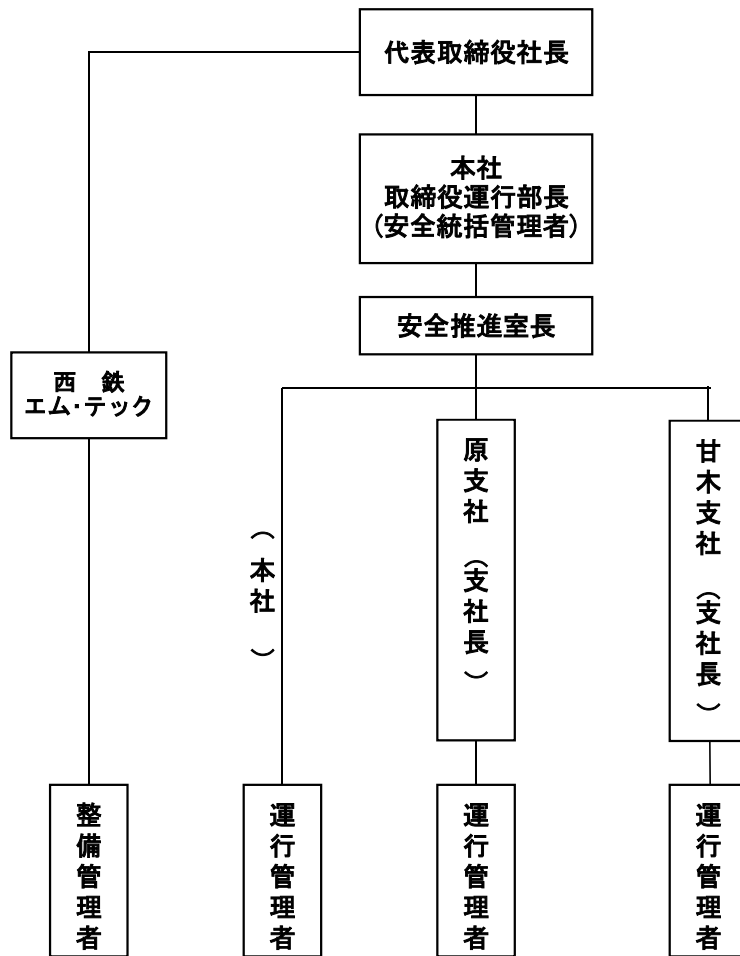 代表取締役社長
本社
取締役運行部長
（安全統括管理者）
安全推進室長
西　鉄
エム・テック
（本社　）
原支社　（支社長）
甘木支社　（支社長）
整備管理者
運行管理者
運行管理者
運行管理者